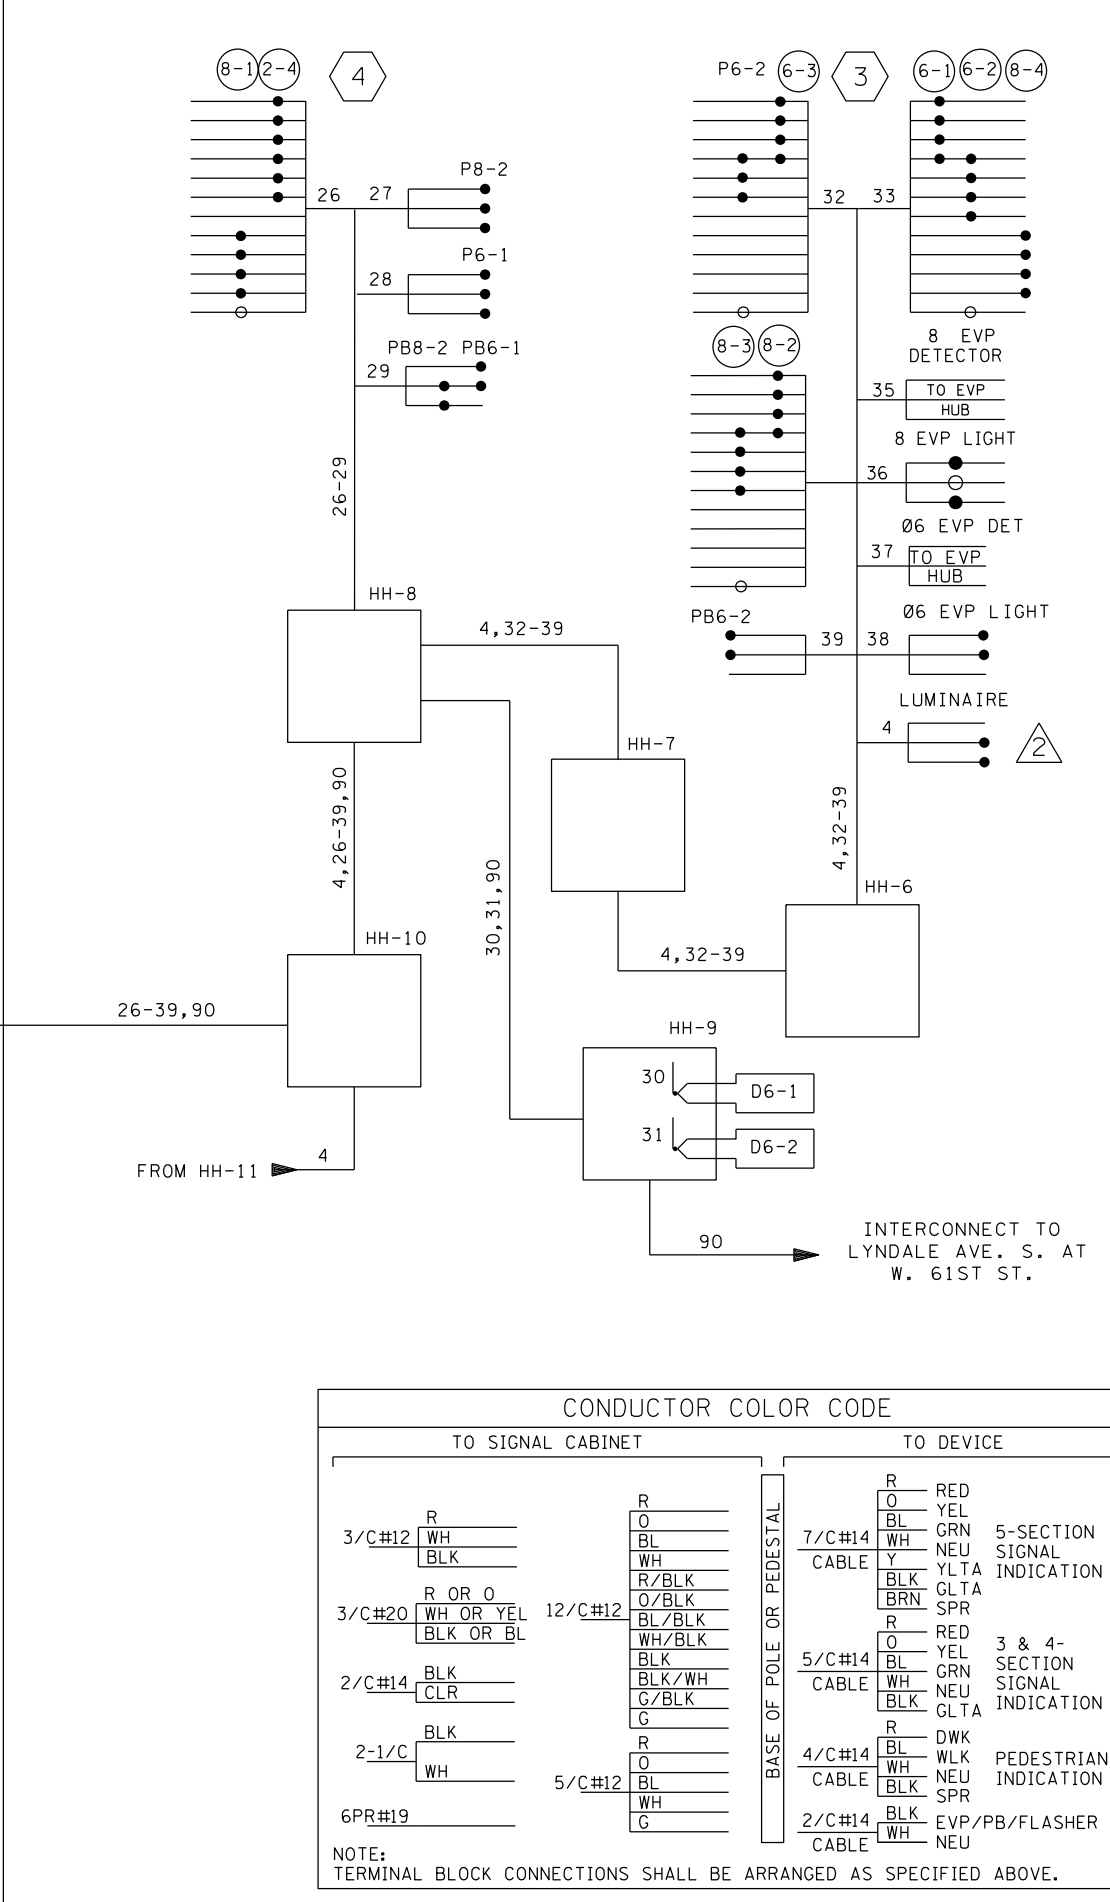 8-1 2-4 4
P6-2 6-3 3 6-1 6-2 8-4
26 27 P8-2
28 P6-1
PB8-2 PB6-1
29
26-29
32 33
8 EVP
DETECTOR
8-3 8-2
35 TO EVP
HUB
8 EVP LIGHT
36
Ø6 EVP DET
37 TO EVP
HUB
PB6-2
Ø6 EVP LIGHT
39 38
LUMINAIRE
4 2
4,32-39
HH-8
4,32-39
HH-7
4,26-39,90
30,31,90
HH-6
4,32-39
HH-10
26-39,90
HH-9
30 D6-1
31 D6-2
FROM HH-11 4
90
INTERCONNECT TO
LYNDALE AVE. S. AT
W. 61ST ST.
CONDUCTOR COLOR CODE
TO SIGNAL CABINET
3/C#12
R
WH
BLK
3/C#20
R OR O
WH OR YEL
BLK OR BL
2/C#14
BLK
CLR
2-1/C
BLK
WH
6PR#19
12/C#12
R
O
BL
WH
R/BLK
O/BLK
BL/BLK
WH/BLK
BLK
BLK/WH
G/BLK
G
5/C#12
R
O
BL
WH
G
BASE OF POLE OR PEDESTAL
TO DEVICE
7/C#14
CABLE
R RED
O YEL
BL GRN
WH NEU
Y YLTA
BLK GLTA
BRN SPR
5-SECTION
SIGNAL
INDICATION
5/C#14
CABLE
R RED
O YEL
BL GRN
WH NEU
BLK GLTA
3 & 4-
SECTION
SIGNAL
INDICATION
4/C#14
CABLE
R DWK
BL WLK
WH NEU
BLK SPR
PEDESTRIAN
INDICATION
2/C#14
CABLE
BLK EVP/PB/FLASHER
WH NEU
NOTE:
TERMINAL BLOCK CONNECTIONS SHALL BE ARRANGED AS SPECIFIED ABOVE.